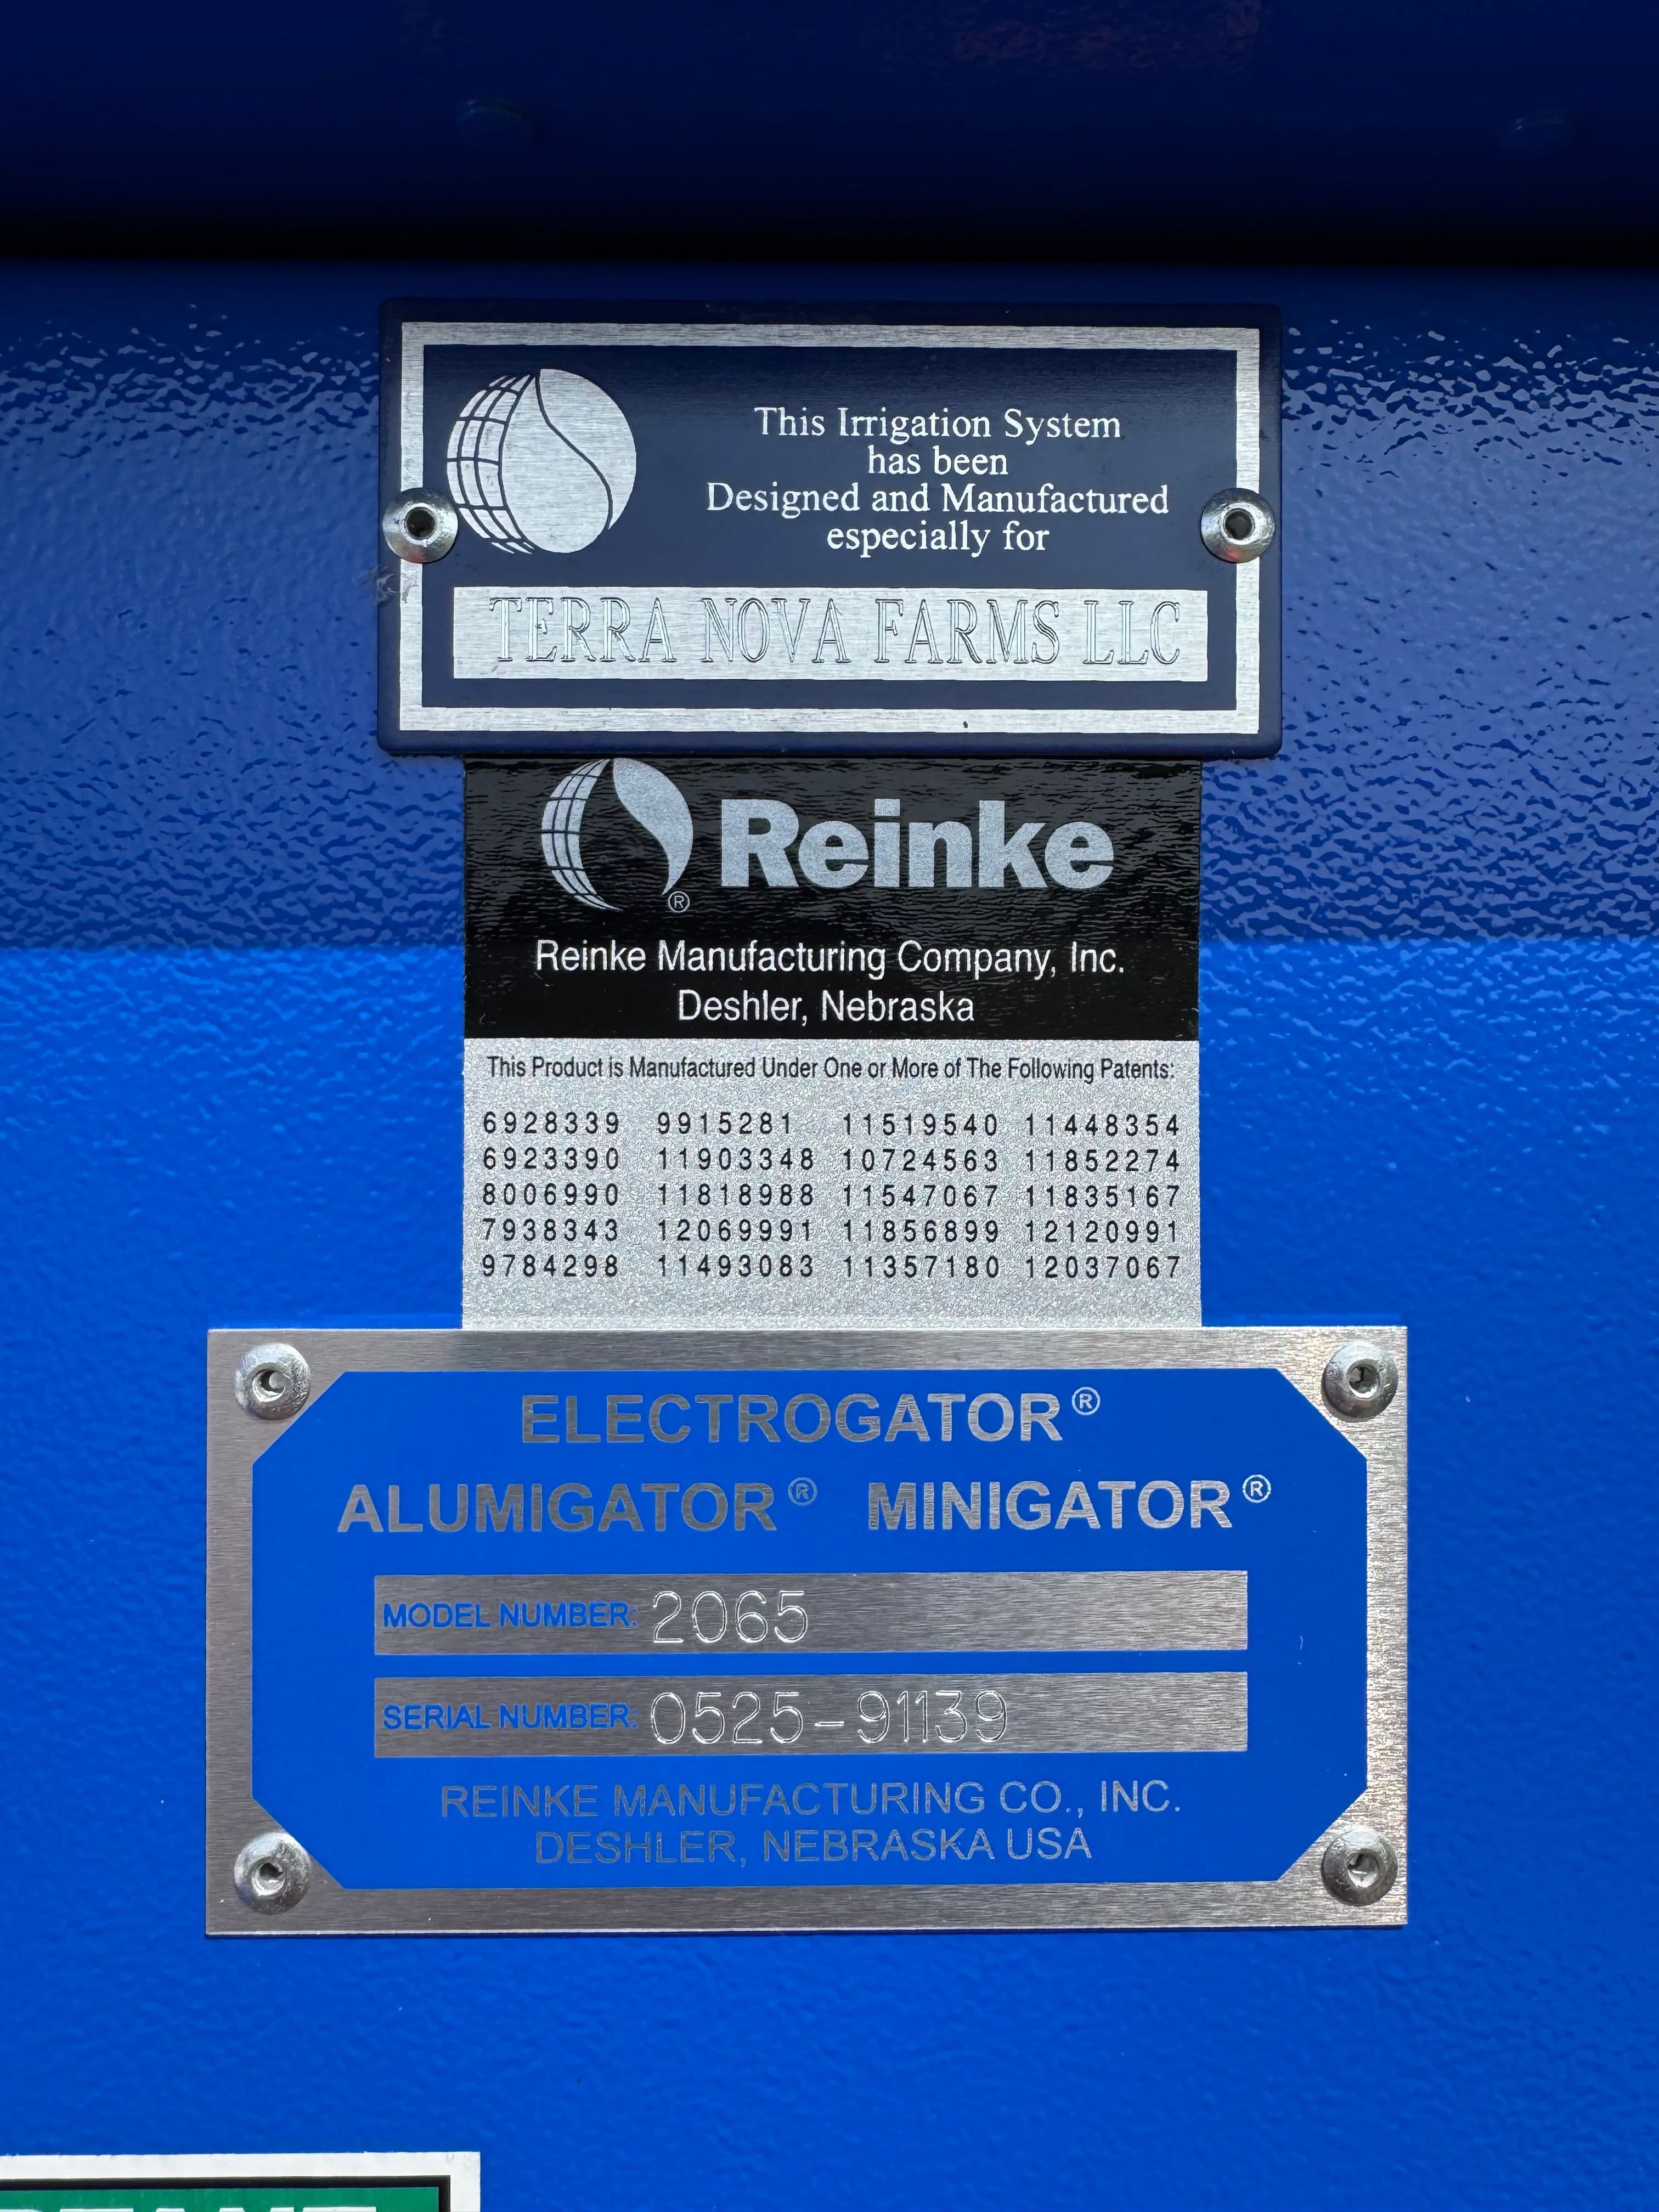 This Irrigation System
has been
Designed and Manufactured
especially for
TERRA NOVA FARMS LLC
Reinke
Reinke Manufacturing Company, Inc.
Deshler, Nebraska
This Product is Manufactured Under One or More of The Following Patents:
6928339 9915281 11519540 11448354
6923390 11903348 10724563 11852274
8006990 11818988 11547067 11835167
7938343 12069991 11856899 12120991
9784298 11493083 11357180 12037067
ELECTROGATOR®
ALUMIGATOR® MINIGATOR®
MODEL NUMBER: 2065
SERIAL NUMBER: 0525-91139
REINKE MANUFACTURING CO., INC.
DESHLER, NEBRASKA USA